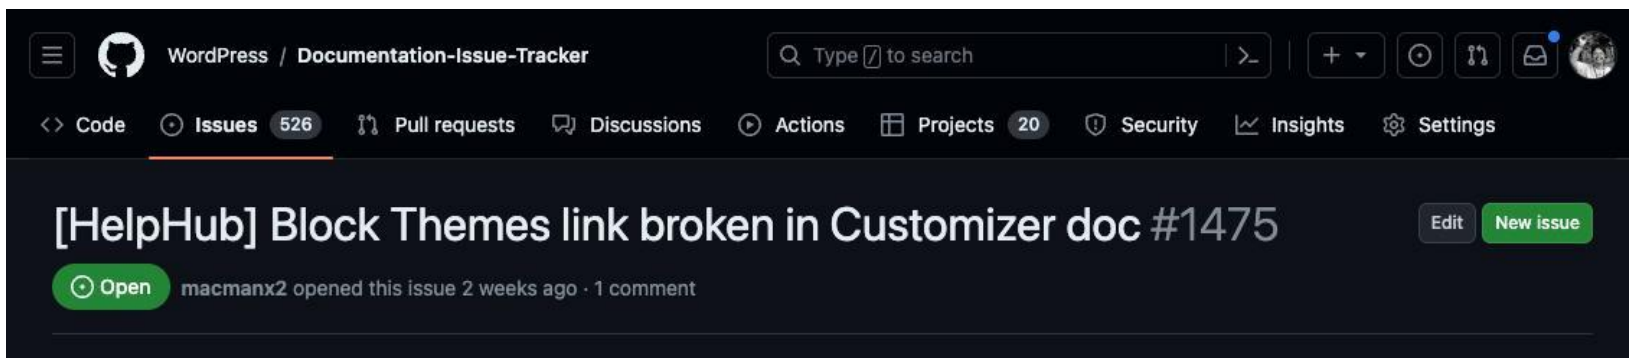 WordPress / Documentation-Issue-Tracker Type / to search
Code Issues 526 Pull requests Discussions Actions Projects 20 Security Insights Settings
[HelpHub] Block Themes link broken in Customizer doc #1475 Edit New issue
Open macmanx2 opened this issue 2 weeks ago · 1 comment